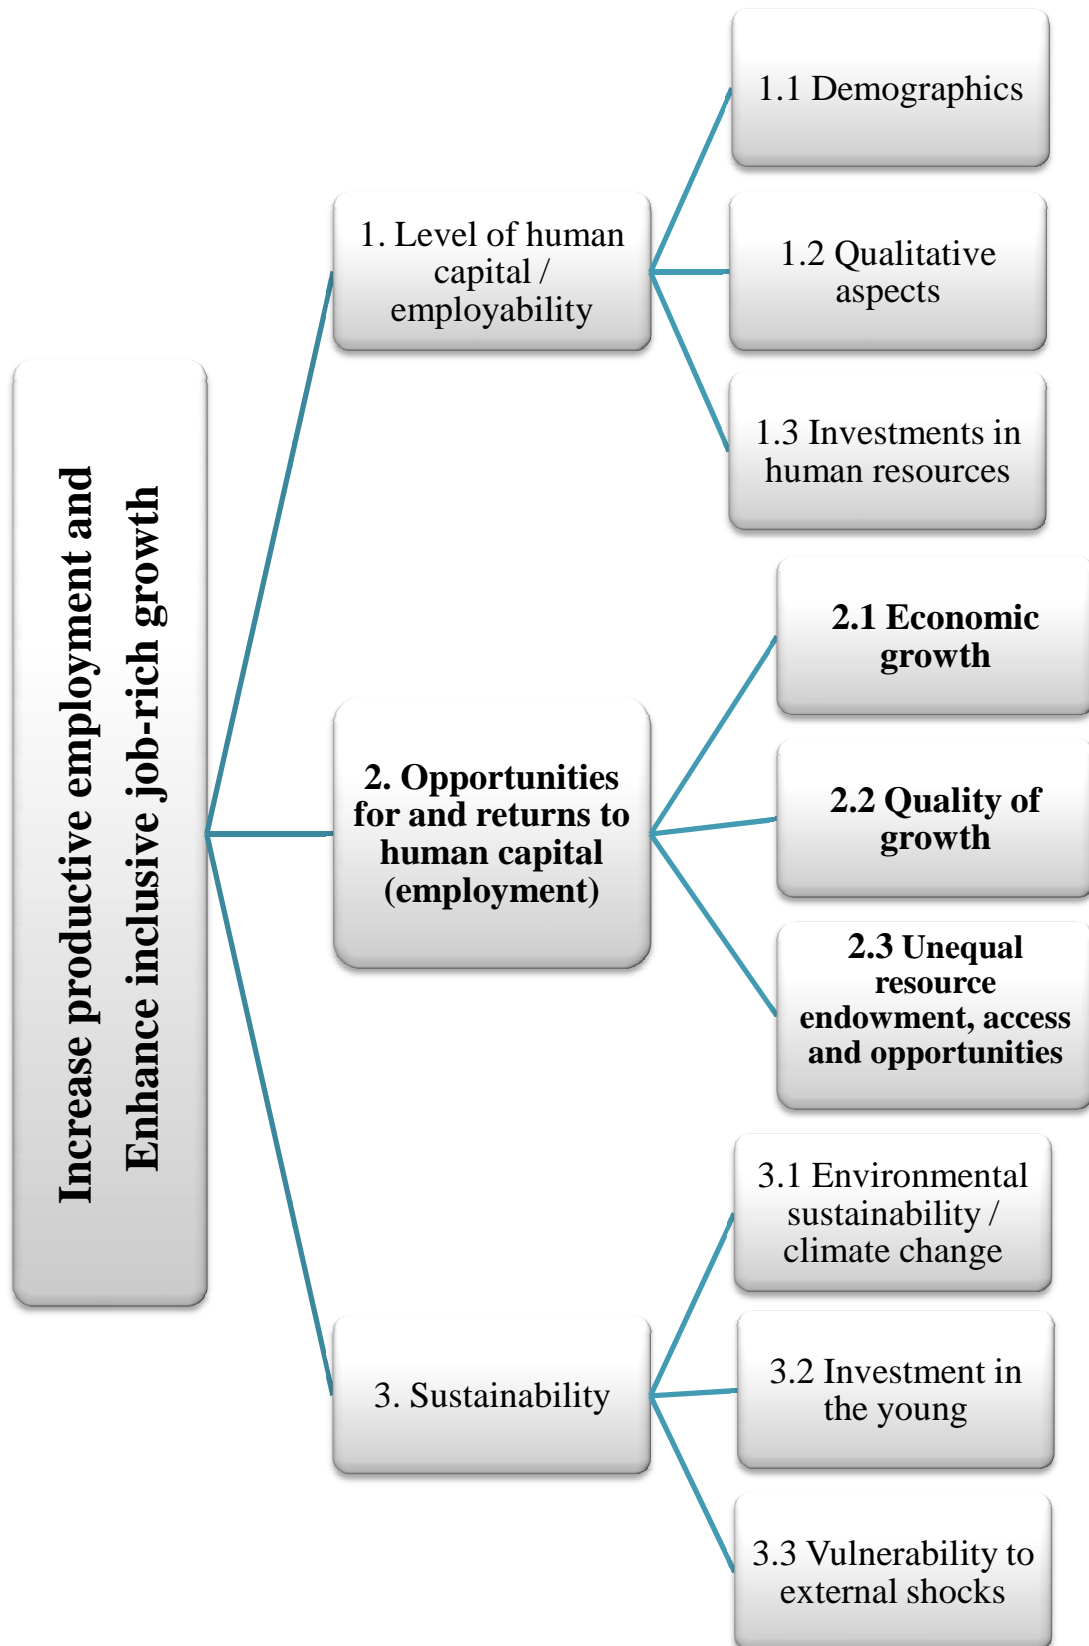 Increase productive employment and
Enhance inclusive job-rich growth
1. Level of human
capital /
employability
1.1 Demographics
1.2 Qualitative
aspects
1.3 Investments in
human resources
2. Opportunities
for and returns to
human capital
(employment)
2.1 Economic
growth
2.2 Quality of
growth
2.3 Unequal
resource
endowment, access
and opportunities
3. Sustainability
3.1 Environmental
sustainability /
climate change
3.2 Investment in
the young
3.3 Vulnerability to
external shocks